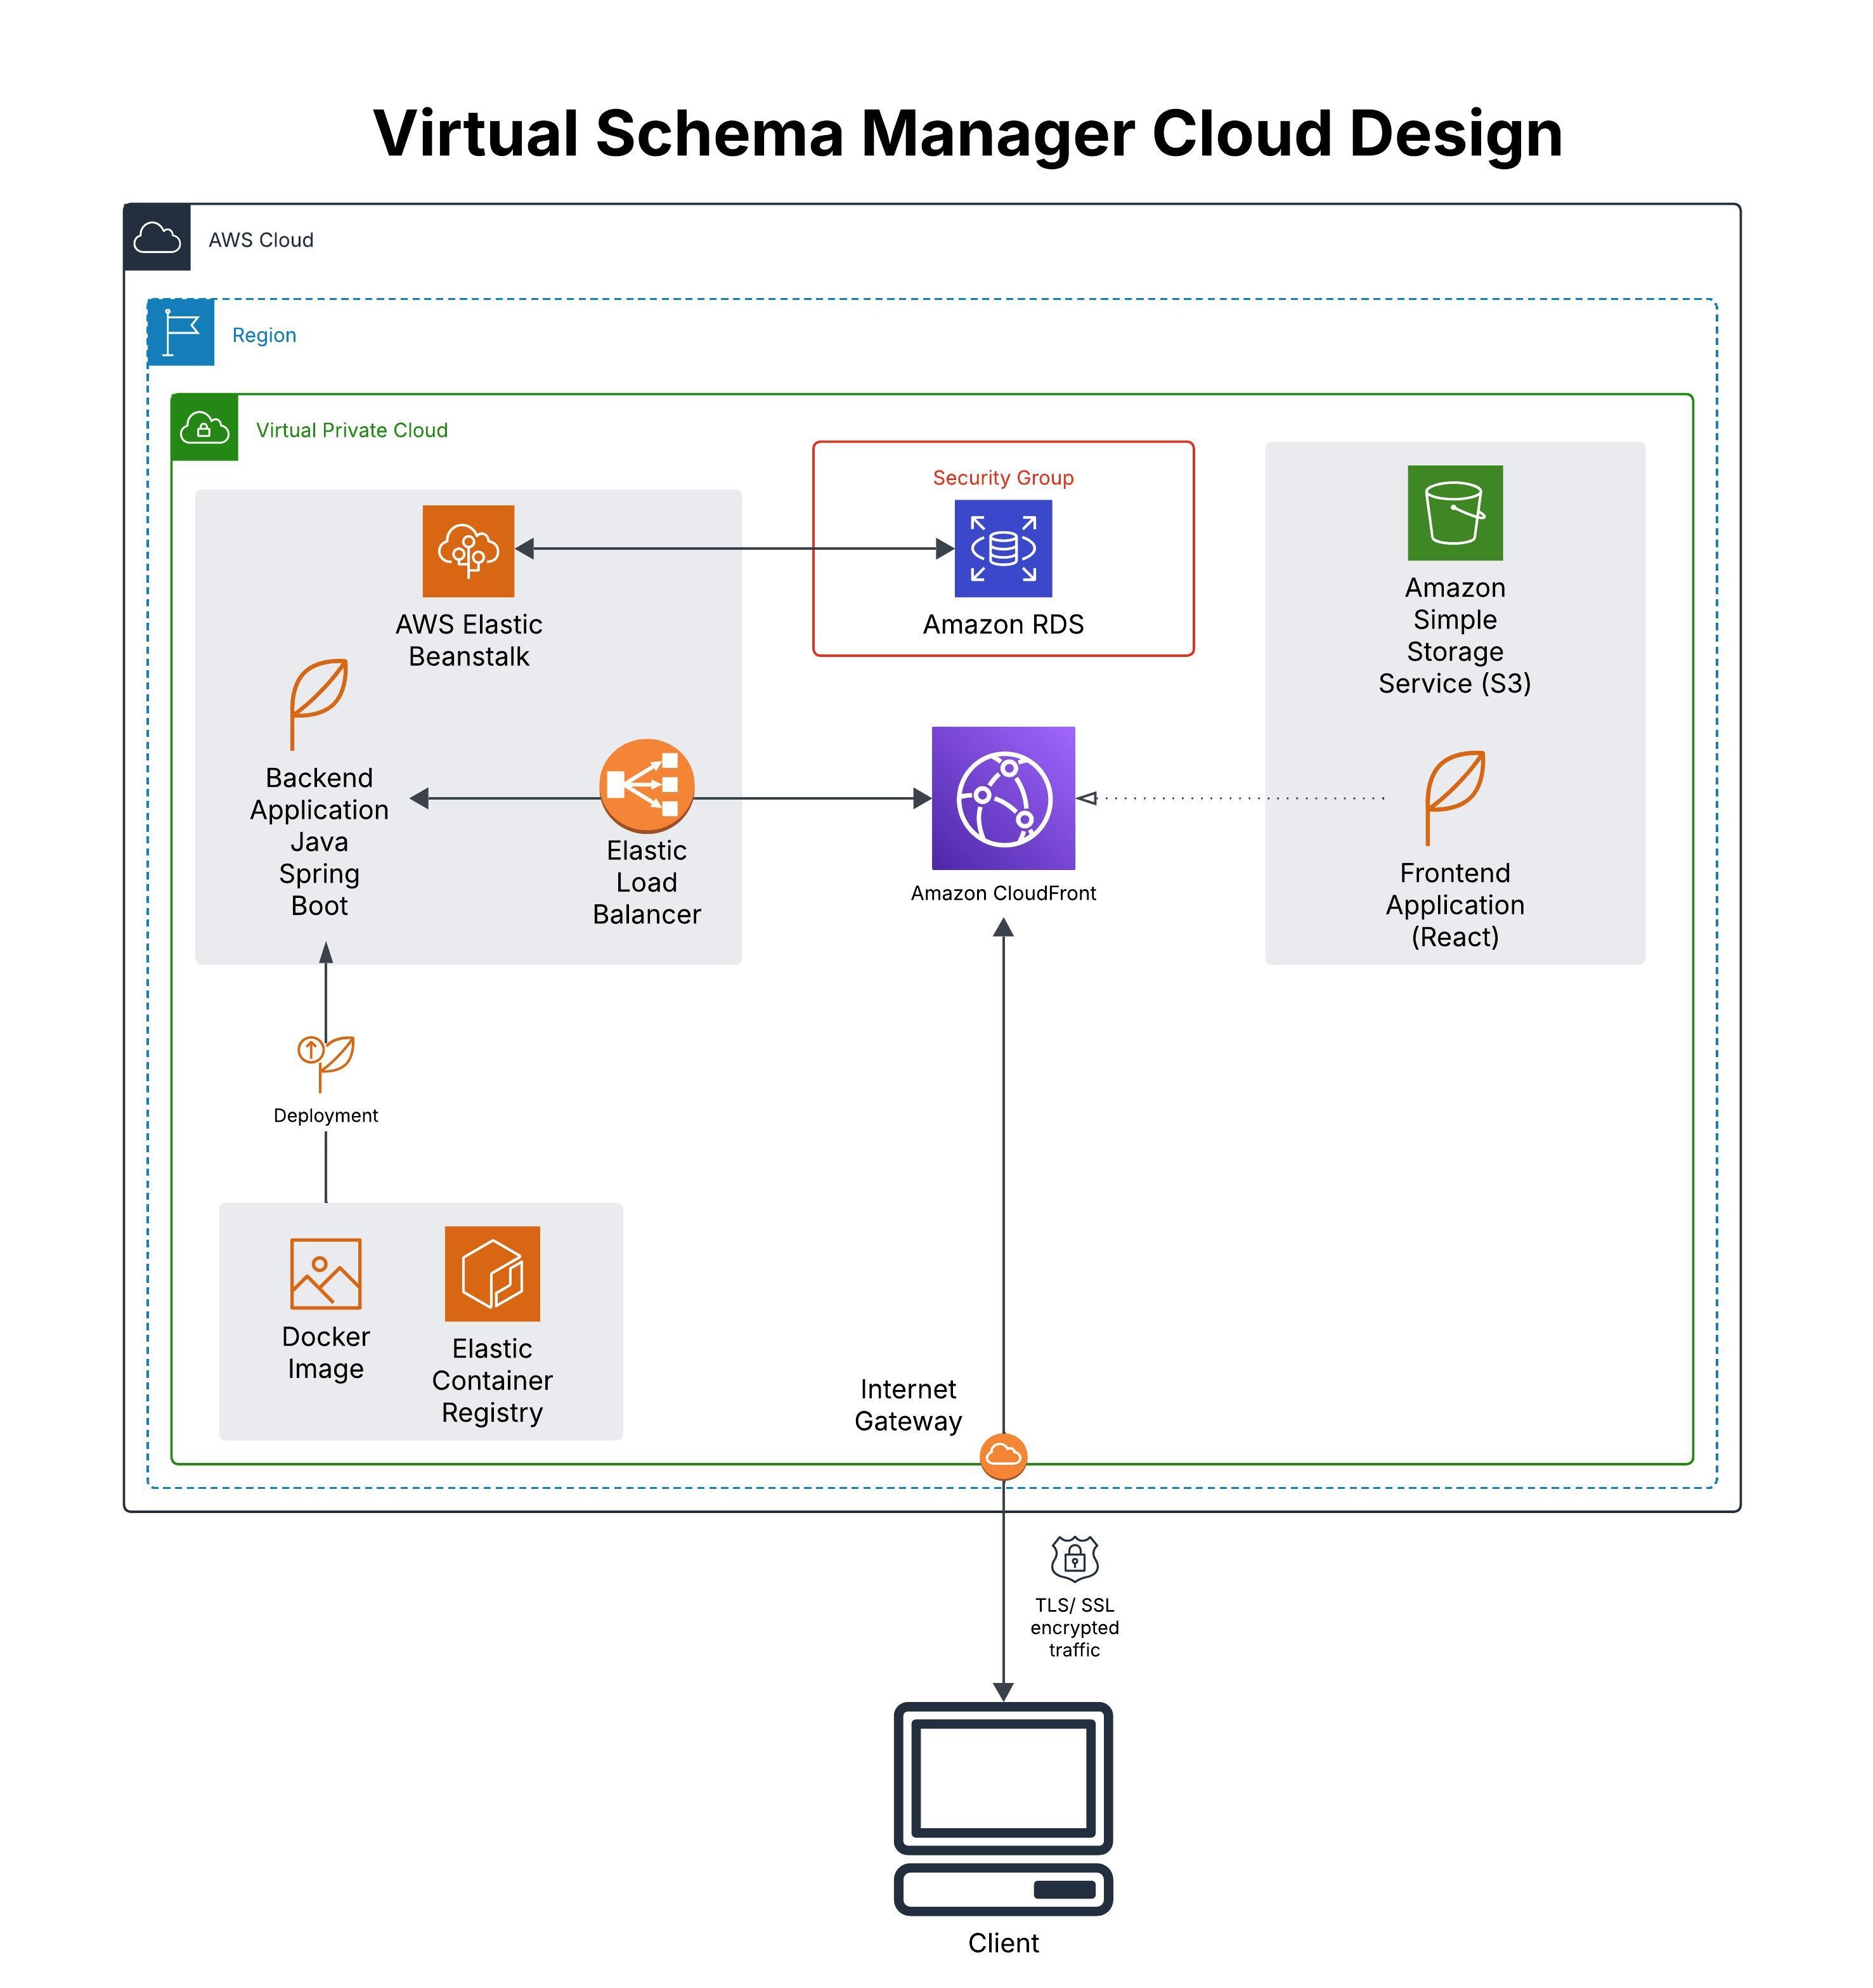 Virtual Schema Manager Cloud Design
AWS Cloud
Region
Virtual Private Cloud
Security Group
AWS Elastic
Beanstalk
Amazon RDS
Amazon
Simple
Storage
Service (S3)
Backend
Application
Java
Spring
Boot
Elastic
Load
Balancer
Amazon CloudFront
Frontend
Application
(React)
Deployment
Docker
Image
Elastic
Container
Registry
Internet
Gateway
TLS/ SSL
encrypted
traffic
Client